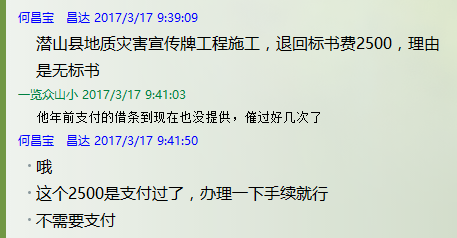 何昌宝 昌达 2017/3/17 9:39:09
潜山县地质灾害宣传牌工程施工，退回标书费2500，理由
是无标书
一览众山小 2017/3/17 9:41:03
他年前支付的借条到现在也没提供，催过好几次了
何昌宝 昌达 2017/3/17 9:41:50
哦
这个2500是支付过了，办理一下手续就行
不需要支付